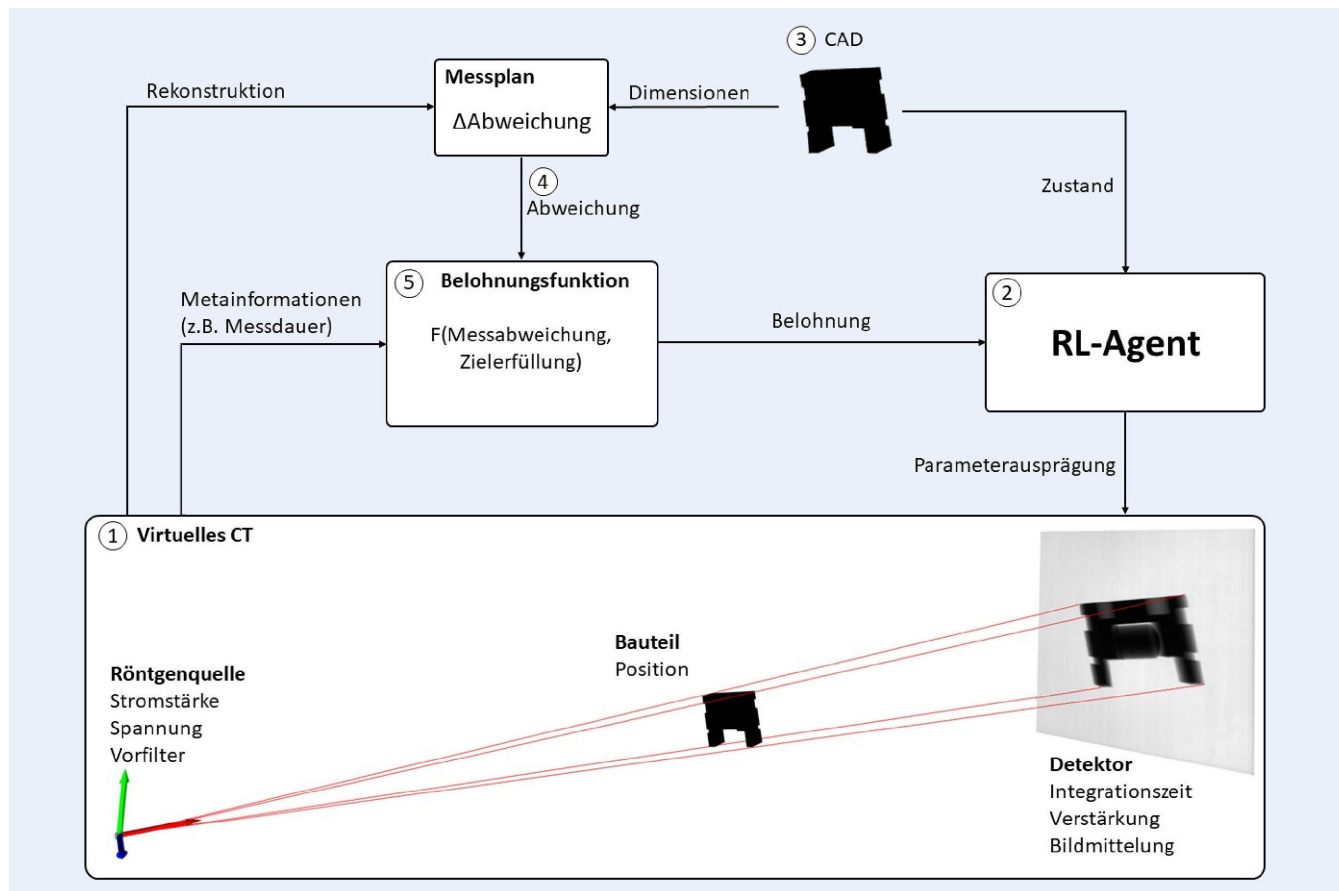 3 CAD
Messplan
ΔAbweichung
Rekonstruktion
Dimensionen
4
Abweichung
Zustand
5 Belohnungsfunktion
F(Messabweichung,
Zielerfüllung)
Metainformationen
(z.B. Messdauer)
Belohnung
2
RL-Agent
Parameterausprägung
1 Virtuelles CT
Röntgenquelle
Stromstärke
Spannung
Vorfilter
Bauteil
Position
Detektor
Integrationszeit
Verstärkung
Bildmittelung